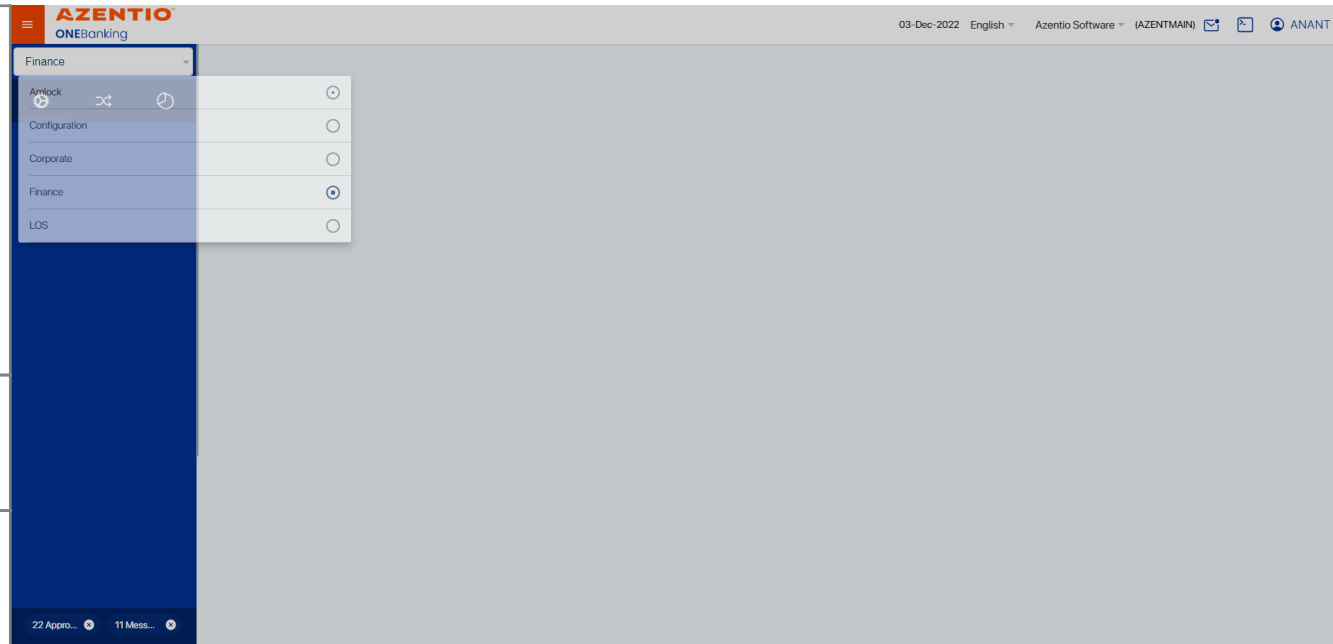 AZENTIO™
ONEBanking
03-Dec-2022 English Azentio Software (AZENTMAIN) ANANT
Finance
Amlock
Configuration
Corporate
Finance
LOS
22 Appro... 11 Mess...